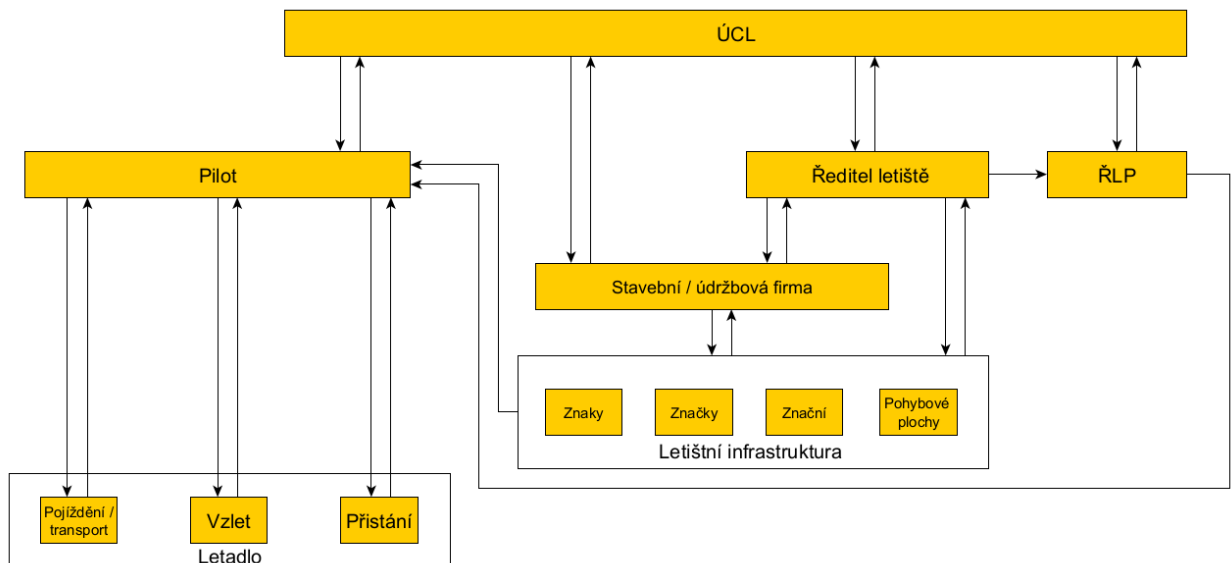 ÚCL
Pilot
Ředitel letiště
ŘLP
Stavební / údržbová firma
Znaky
Značky
Znační
Pohybové
plochy
Letištní infrastruktura
Pojíždění /
transport
Vzlet
Přistání
Letadlo